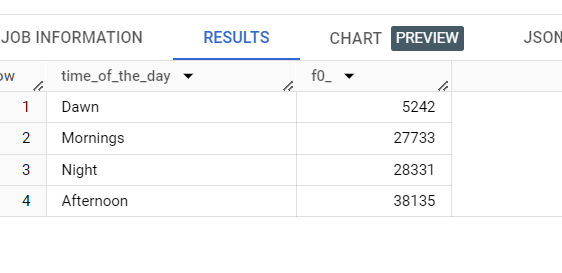 JOB INFORMATION RESULTS CHART PREVIEW JSON
ow time_of_the_day f0_
1 Dawn 5242
2 Mornings 27733
3 Night 28331
4 Afternoon 38135